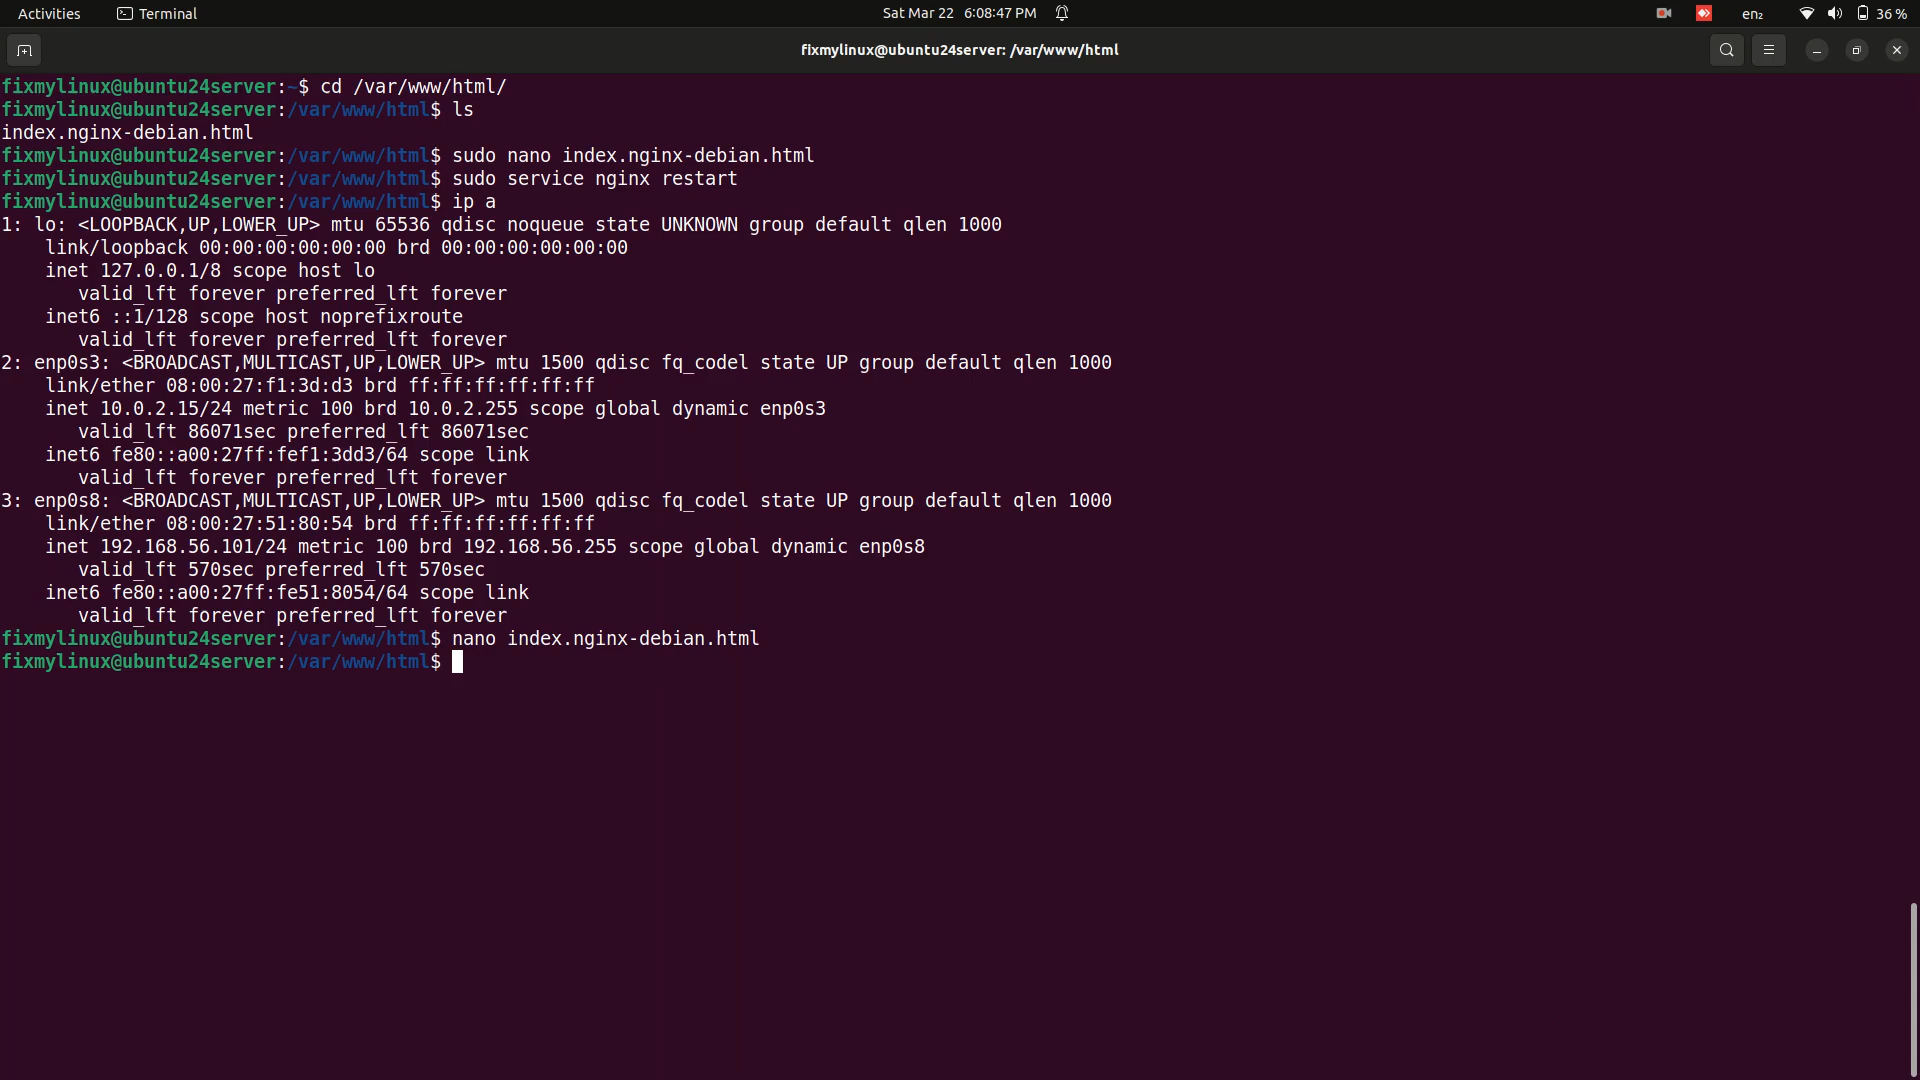 Activities Terminal Sat Mar 22 6:08:47 PM en₂ 36 %
fixmylinux@ubuntu24server: /var/www/html
fixmylinux@ubuntu24server:~$ cd /var/www/html/
fixmylinux@ubuntu24server:/var/www/html$ ls
index.nginx-debian.html
fixmylinux@ubuntu24server:/var/www/html$ sudo nano index.nginx-debian.html
fixmylinux@ubuntu24server:/var/www/html$ sudo service nginx restart
fixmylinux@ubuntu24server:/var/www/html$ ip a
1: lo: <LOOPBACK,UP,LOWER_UP> mtu 65536 qdisc noqueue state UNKNOWN group default qlen 1000
    link/loopback 00:00:00:00:00:00 brd 00:00:00:00:00:00
    inet 127.0.0.1/8 scope host lo
       valid_lft forever preferred_lft forever
    inet6 ::1/128 scope host noprefixroute
       valid_lft forever preferred_lft forever
2: enp0s3: <BROADCAST,MULTICAST,UP,LOWER_UP> mtu 1500 qdisc fq_codel state UP group default qlen 1000
    link/ether 08:00:27:f1:3d:d3 brd ff:ff:ff:ff:ff:ff
    inet 10.0.2.15/24 metric 100 brd 10.0.2.255 scope global dynamic enp0s3
       valid_lft 86071sec preferred_lft 86071sec
    inet6 fe80::a00:27ff:fef1:3dd3/64 scope link
       valid_lft forever preferred_lft forever
3: enp0s8: <BROADCAST,MULTICAST,UP,LOWER_UP> mtu 1500 qdisc fq_codel state UP group default qlen 1000
    link/ether 08:00:27:51:80:54 brd ff:ff:ff:ff:ff:ff
    inet 192.168.56.101/24 metric 100 brd 192.168.56.255 scope global dynamic enp0s8
       valid_lft 570sec preferred_lft 570sec
    inet6 fe80::a00:27ff:fe51:8054/64 scope link
       valid_lft forever preferred_lft forever
fixmylinux@ubuntu24server:/var/www/html$ nano index.nginx-debian.html
fixmylinux@ubuntu24server:/var/www/html$